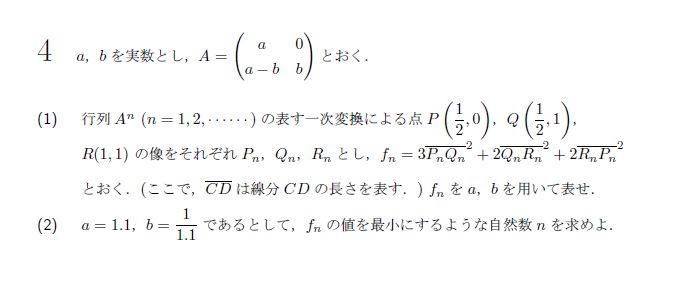 4 a, b を実数とし, A = \begin{pmatrix} a & 0 \\ a-b & b \end{pmatrix} とおく.
(1) 行列 A^n (n = 1, 2, ⋯⋯) の表す一次変換による点 P(\frac{1}{2}, 0), Q(\frac{1}{2}, 1),
R(1, 1) の像をそれぞれ P_n, Q_n, R_n とし, f_n = 3\overline{P_nQ_n}^2 + 2\overline{Q_nR_n}^2 + 2\overline{R_nP_n}^2
とおく. (ここで, \overline{CD} は線分 CD の長さを表す. ) f_n を a, b を用いて表せ.
(2) a = 1.1, b = \frac{1}{1.1} であるとして, f_n の値を最小にするような自然数 n を求めよ.